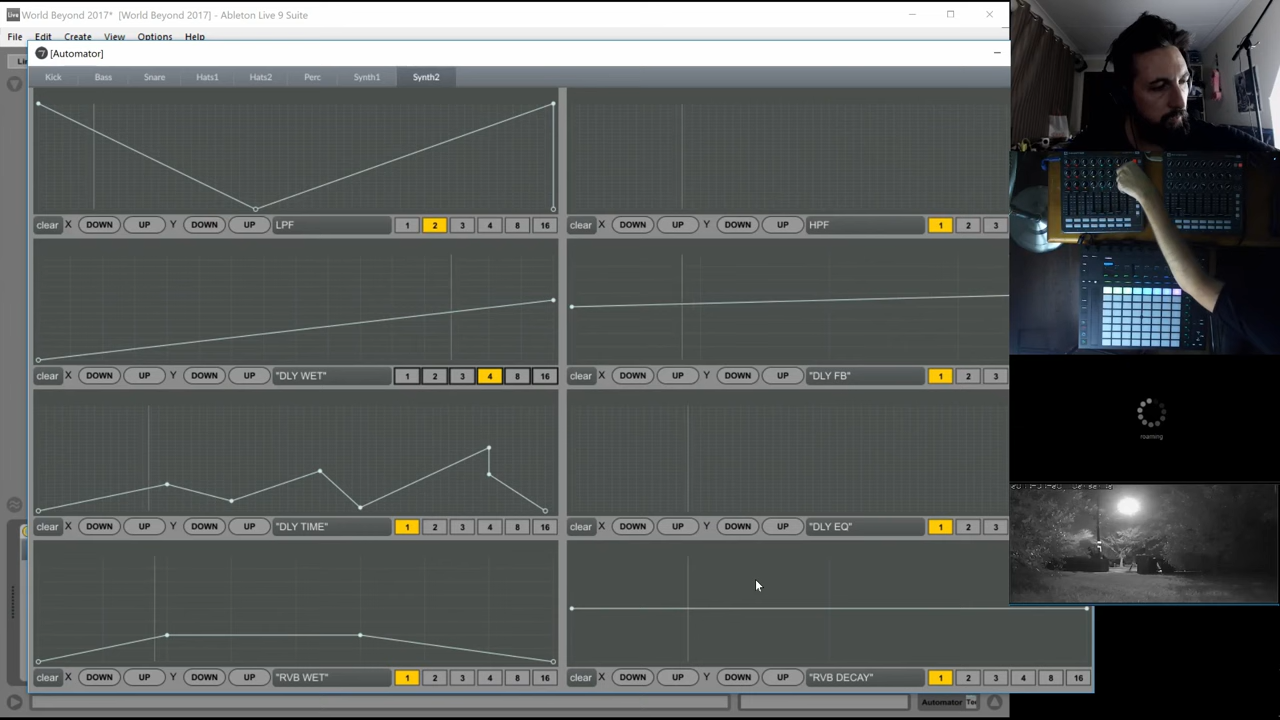 World Beyond 2017* [World Beyond 2017] - Ableton Live 9 Suite
File Edit Create View Options Help
[Automator]
Kick Bass Snare Hats1 Hats2 Perc Synth1 Synth2
clear X DOWN UP Y DOWN UP LPF 1 2 3 4 8 16 clear X DOWN UP Y DOWN UP HPF 1 2 3
clear X DOWN UP Y DOWN UP "DLY WET" 1 2 3 4 8 16 clear X DOWN UP Y DOWN UP "DLY FB" 1 2 3
roaming
clear X DOWN UP Y DOWN UP "DLY TIME" 1 2 3 4 8 16 clear X DOWN UP Y DOWN UP "DLY EQ" 1 2 3
clear X DOWN UP Y DOWN UP "RVB WET" 1 2 3 4 8 16 clear X DOWN UP Y DOWN UP "RVB DECAY" 1 2 3 4 8 16
Automator